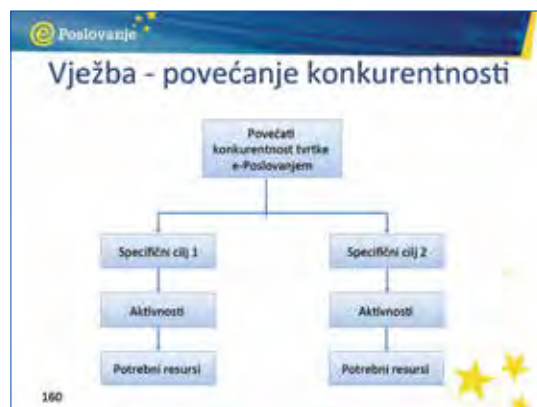 e Poslovanje
Vježba - povećanje konkurentnosti
Povećati
konkurentnost tvrtke
e-Poslovanjem
Specifični cilj 1
Specifični cilj 2
Aktivnosti
Aktivnosti
Potrebni resursi
Potrebni resursi
160